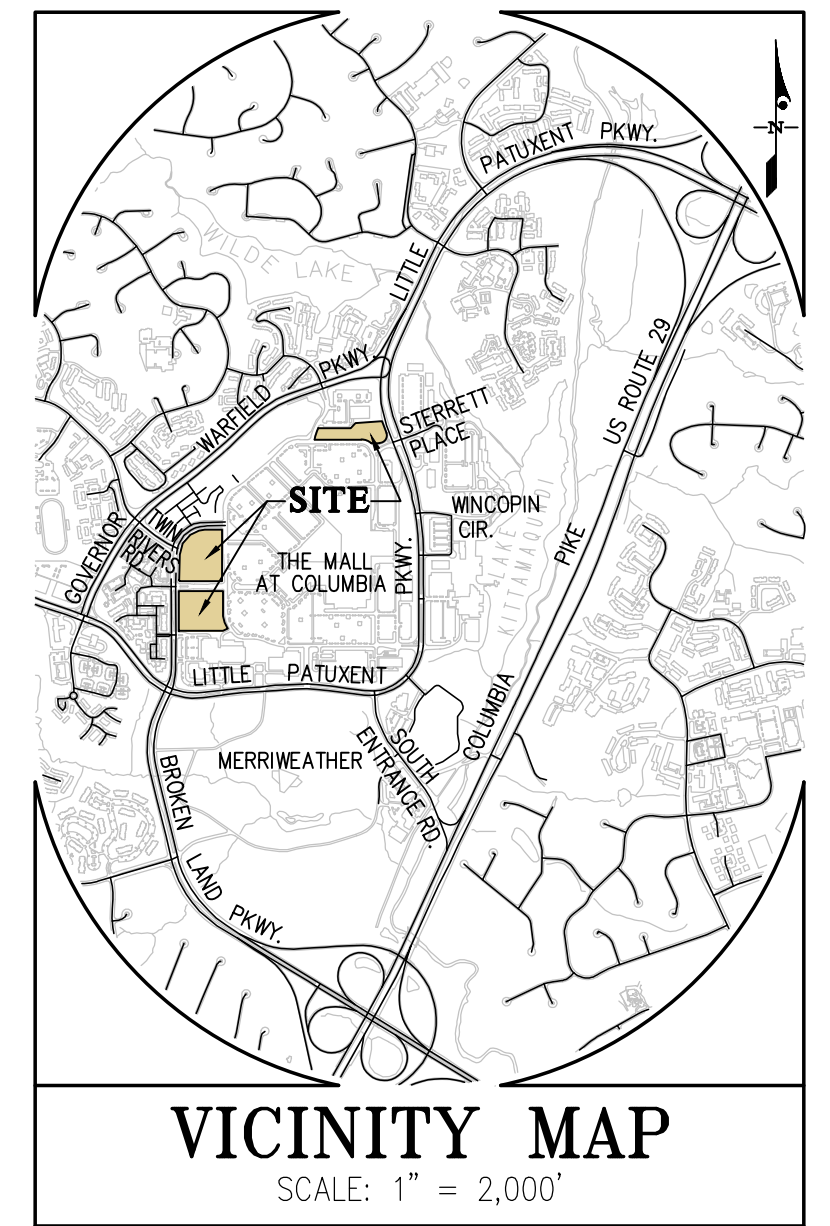 PATUXENT PKWY.
N
WILDE LAKE
LITTLE
US ROUTE 29
PKWY.
WARFIELD
STERRETT
PLACE
SITE
WINCOPIN
CIR.
GOVERNOR
TWIN
RIVERS
RD.
THE MALL
AT COLUMBIA
PKWY.
LAKE
KITTAMAQUNDI
PIKE
LITTLE PATUXENT
COLUMBIA
SOUTH
ENTRANCE RD.
MERRIWEATHER
BROKEN
LAND PKWY.
VICINITY MAP
SCALE: 1" = 2,000'